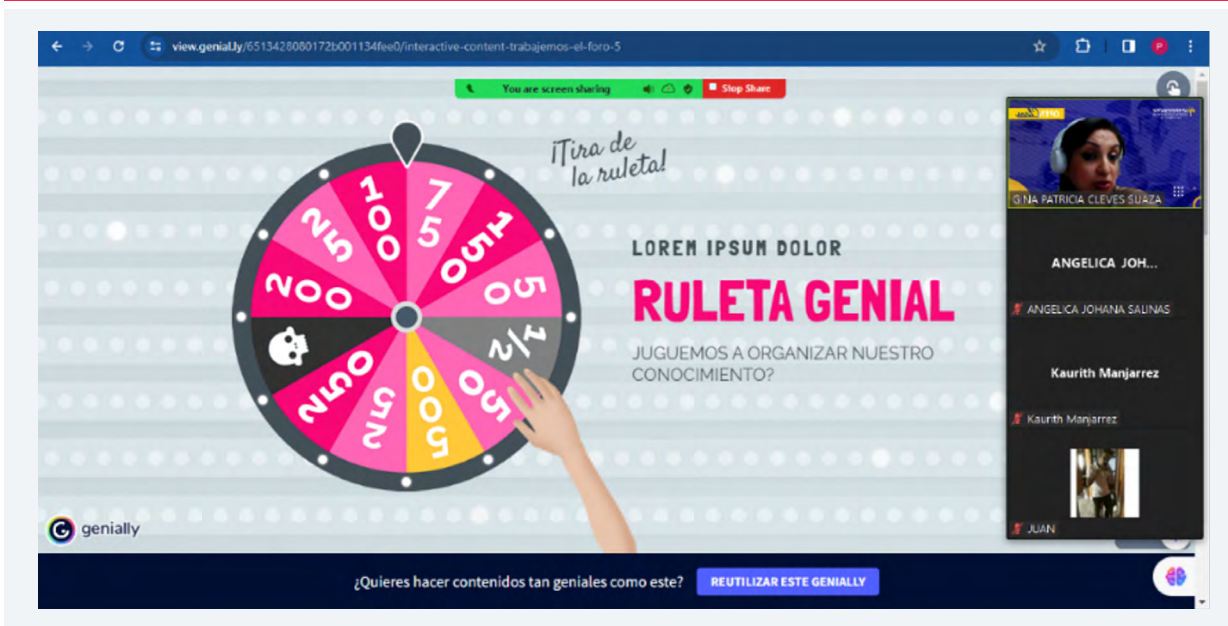 view.genial.ly/6513428080172b001134fee0/interactive-content-trabajemos-el-foro-5
P
You are screen sharing
Stop Share
¡Tira de
la ruleta!
100
75
150
50
1/2
50
500
25
250
200
25
LOREM IPSUM DOLOR
RULETA GENIAL
JUGUEMOS A ORGANIZAR NUESTRO
CONOCIMIENTO?
GINA PATRICIA CLEVES SUAZA
ANGELICA JOH...
ANGELICA JOHANA SALINAS
Kaurith Manjarrez
Kaurith Manjarrez
JUAN
G genially
¿Quieres hacer contenidos tan geniales como este?
REUTILIZAR ESTE GENIALLY